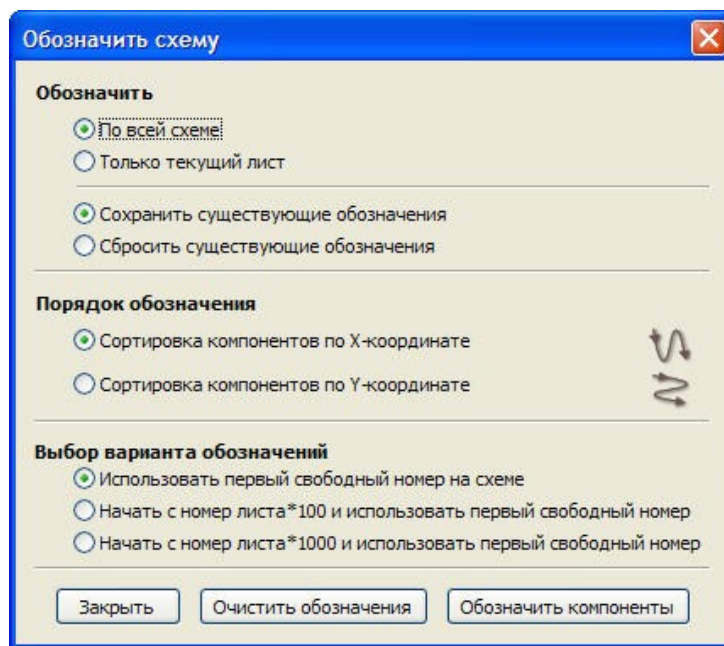 Обозначить схему
Обозначить
По всей схеме
Только текущий лист
Сохранить существующие обозначения
Сбросить существующие обозначения
Порядок обозначения
Сортировка компонентов по X-координате
Сортировка компонентов по Y-координате
Выбор варианта обозначений
Использовать первый свободный номер на схеме
Начать с номер листа*100 и использовать первый свободный номер
Начать с номер листа*1000 и использовать первый свободный номер
Закрыть Очистить обозначения Обозначить компоненты